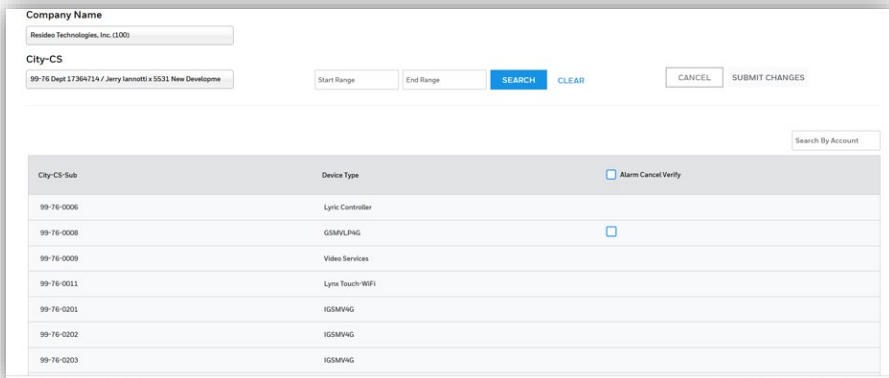 Company Name
Resideo Technologies, Inc. (100)
City-CS
99-76 Dept 17364714 / Jerry Iannotti x 5531 New Developme
Start Range
End Range
SEARCH
CLEAR
CANCEL
SUBMIT CHANGES
Search By Account
City-CS-Sub Device Type Alarm Cancel Verify
99-76-0006 Lyric Controller
99-76-0008 GSMVLP4G
99-76-0009 Video Services
99-76-0011 Lynx Touch-WiFi
99-76-0201 IGSMV4G
99-76-0202 IGSMV4G
99-76-0203 IGSMV4G